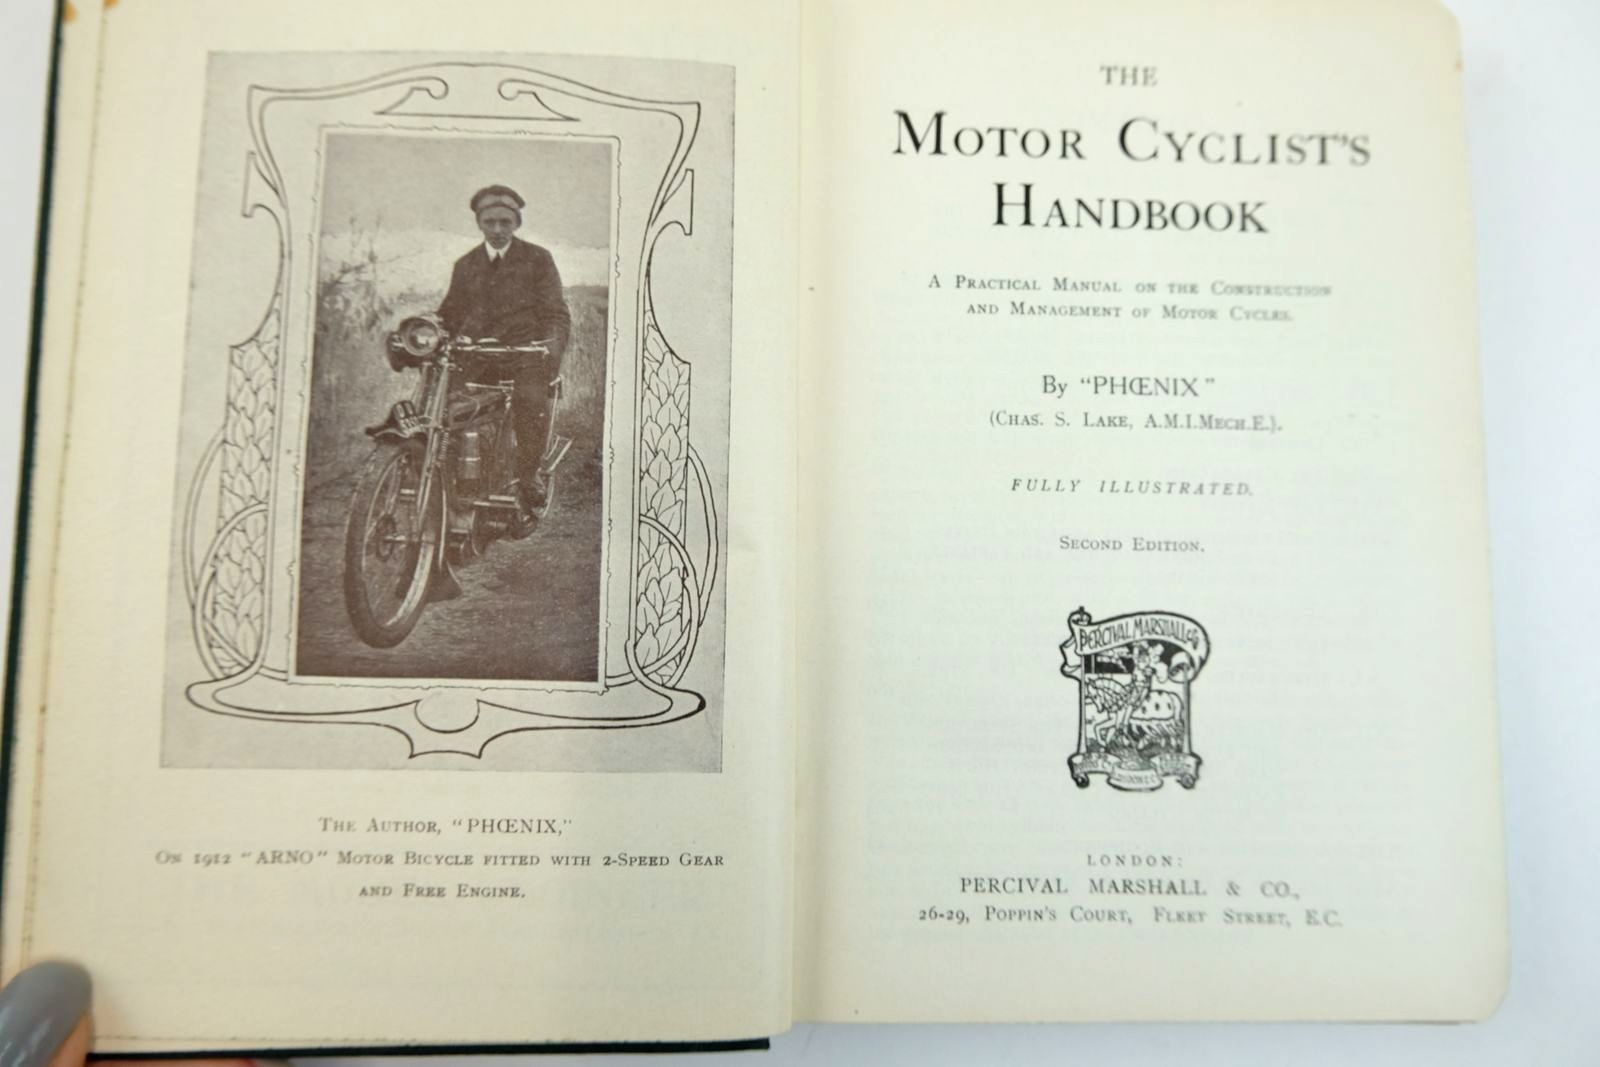 The Author, "PHŒNIX,"
On 1912 "ARNO" Motor Bicycle fitted with 2-Speed Gear
and Free Engine.
THE
MOTOR CYCLIST'S
HANDBOOK
A Practical Manual on the Construction
and Management of Motor Cycles.
By "PHŒNIX"
(Chas. S. Lake, A.M.I.Mech.E.).
FULLY ILLUSTRATED.
Second Edition.
PERCIVAL MARSHALL & Co
LONDON E.C.
LONDON:
PERCIVAL MARSHALL & CO.,
26-29, Poppin's Court, Fleet Street, E.C.